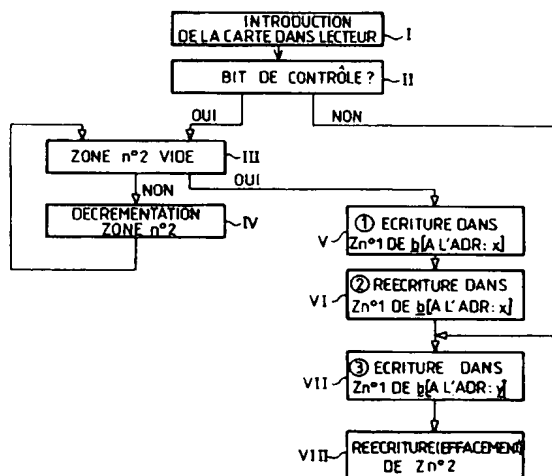 INTRODUCTION
DE LA CARTE DANS LECTEUR
I
BIT DE CONTRÔLE ?
II
OUI
NON
ZONE n°2 VIDE
III
NON
OUI
DECREMENTATION
ZONE n°2
IV
① ECRITURE DANS
Zn°1 DE b[A L'ADR: x]
V
② REECRITURE DANS
Zn°1 DE b[A L'ADR: x]
VI
③ ECRITURE DANS
Zn°1 DE bc[A L'ADR: y]
VII
REECRITURE(EFFACEMENT)
DE Zn°2
VIII